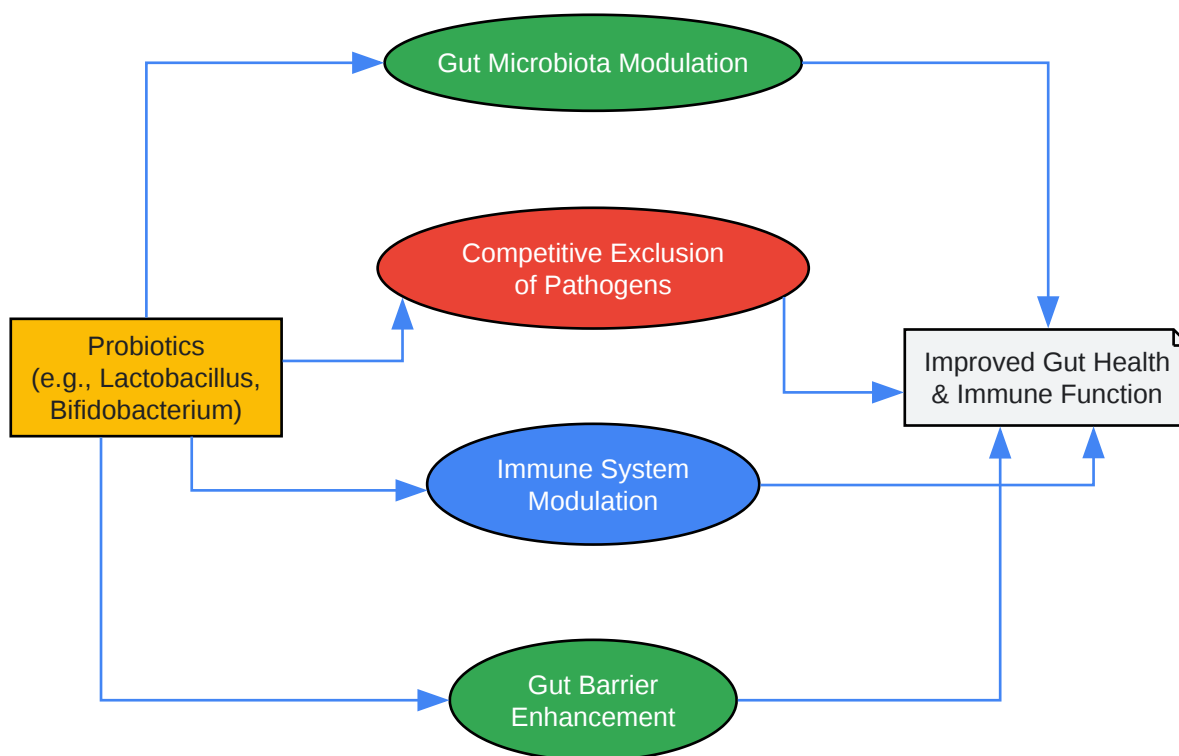 Gut Microbiota Modulation
Competitive Exclusion
of Pathogens
Probiotics
(e.g., Lactobacillus,
Bifidobacterium)
Improved Gut Health
& Immune Function
Immune System
Modulation
Gut Barrier
Enhancement